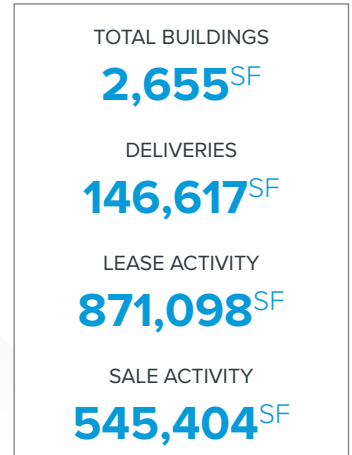 TOTAL BUILDINGS
2,655SF
DELIVERIES
146,617SF
LEASE ACTIVITY
871,098SF
SALE ACTIVITY
545,404SF